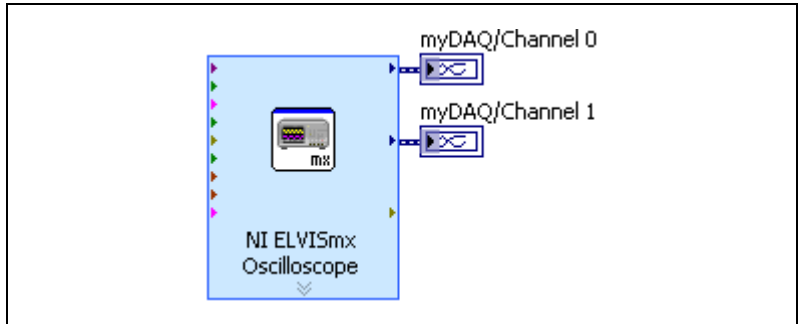 myDAQ/Channel 0
myDAQ/Channel 1
mx
NI ELVISmx
Oscilloscope